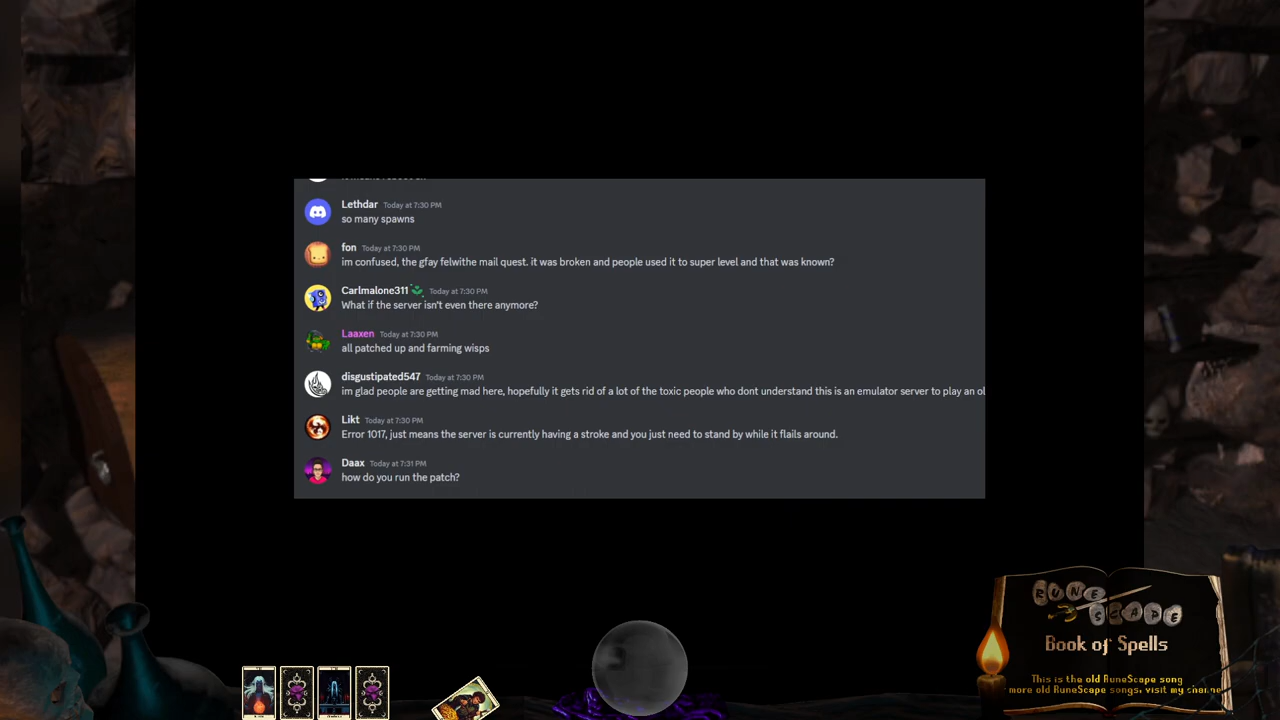 Lethdar Today at 7:30 PM
so many spawns
fon Today at 7:30 PM
im confused, the gfay felwithe mail quest. it was broken and people used it to super level and that was known?
Carlmalone311 Today at 7:30 PM
What if the server isn't even there anymore?
Laaxen Today at 7:30 PM
all patched up and farming wisps
disgustipated547 Today at 7:30 PM
im glad people are getting mad here, hopefully it gets rid of a lot of the toxic people who dont understand this is an emulator server to play an ol
Likt Today at 7:30 PM
Error 1017, just means the server is currently having a stroke and you just need to stand by while it flails around.
Daax Today at 7:31 PM
how do you run the patch?
RUNE
SCAPE
Book of Spells
This is the old RuneScape song
more old RuneScape songs, visit my channe